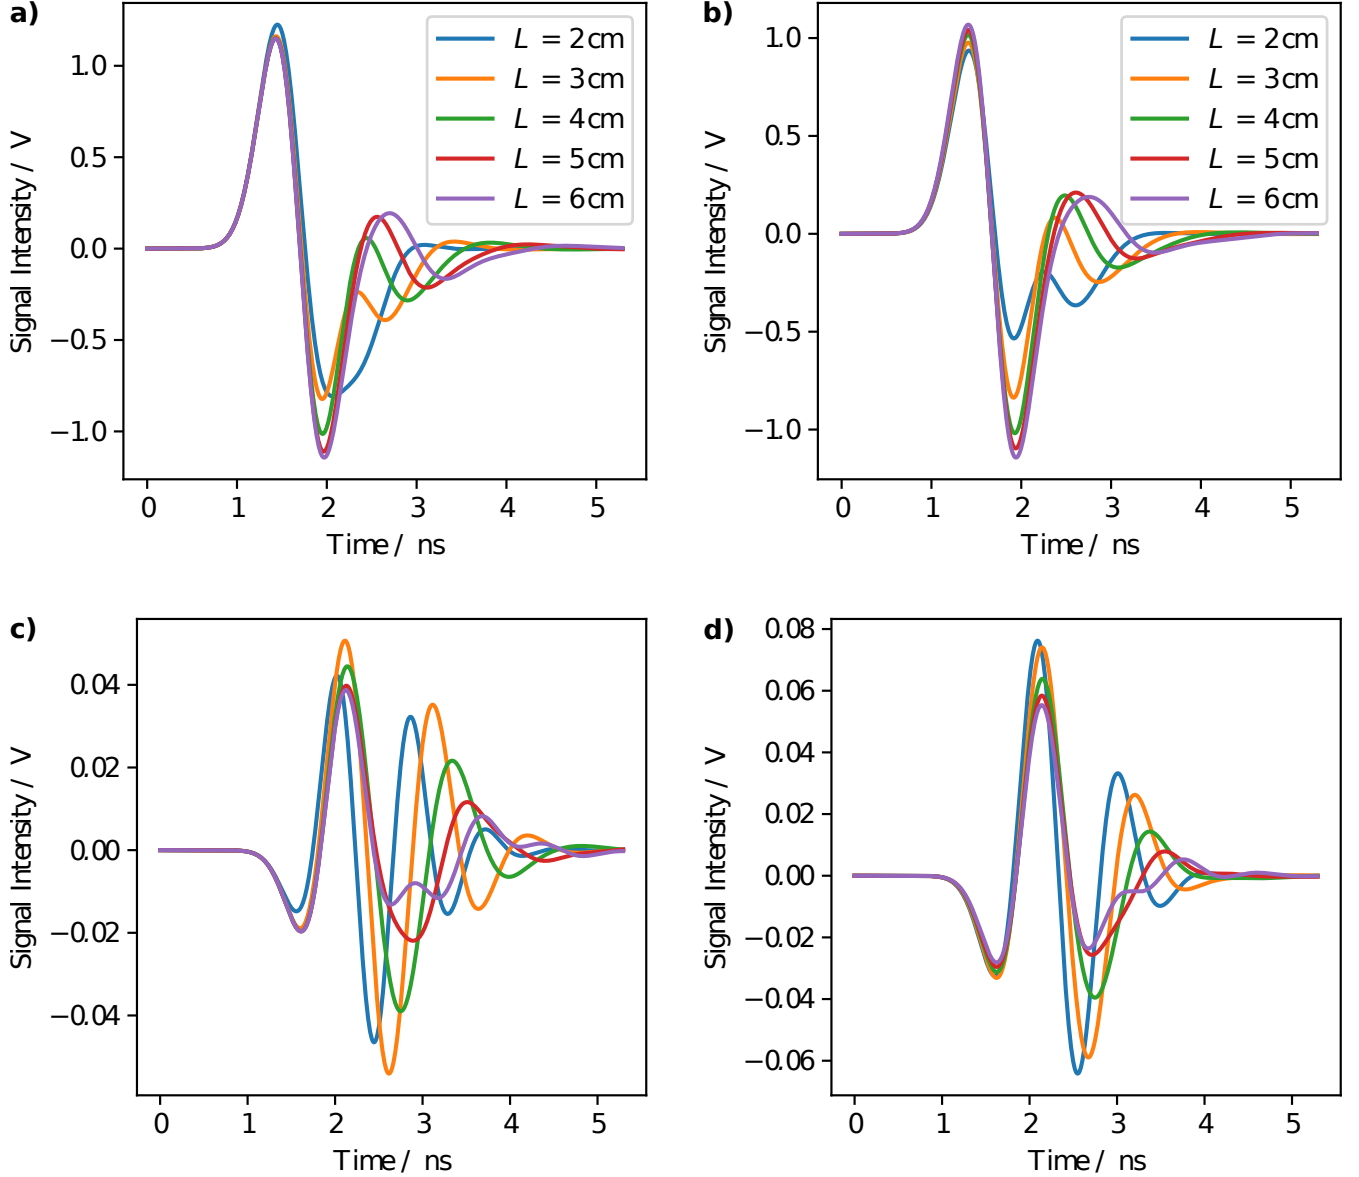 a)
L = 2cm
L = 3cm
L = 4cm
L = 5cm
L = 6cm
1.0
0.5
0.0
−0.5
−1.0
Signal Intensity / V
0 1 2 3 4 5
Time / ns
b)
L = 2cm
L = 3cm
L = 4cm
L = 5cm
L = 6cm
1.0
0.5
0.0
−0.5
−1.0
Signal Intensity / V
0 1 2 3 4 5
Time / ns
c)
0.04
0.02
0.00
−0.02
−0.04
Signal Intensity / V
0 1 2 3 4 5
Time / ns
d)
0.08
0.06
0.04
0.02
0.00
−0.02
−0.04
−0.06
Signal Intensity / V
0 1 2 3 4 5
Time / ns